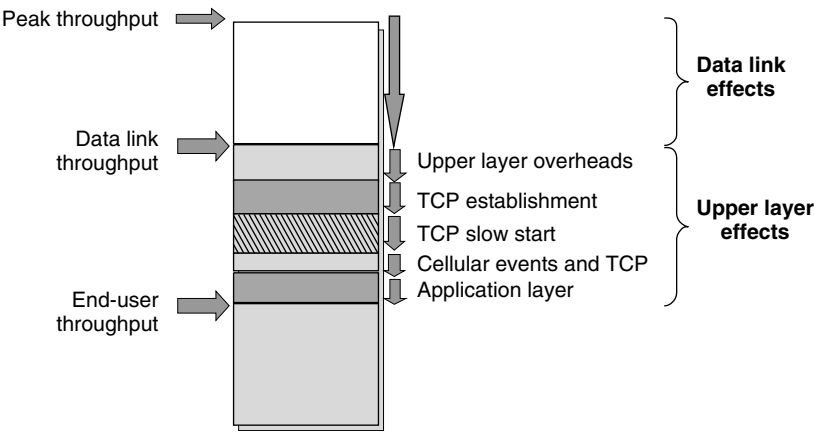 Peak throughput
Data link
effects
Data link
throughput
Upper layer overheads
TCP establishment
TCP slow start
Cellular events and TCP
Application layer
Upper layer
effects
End-user
throughput